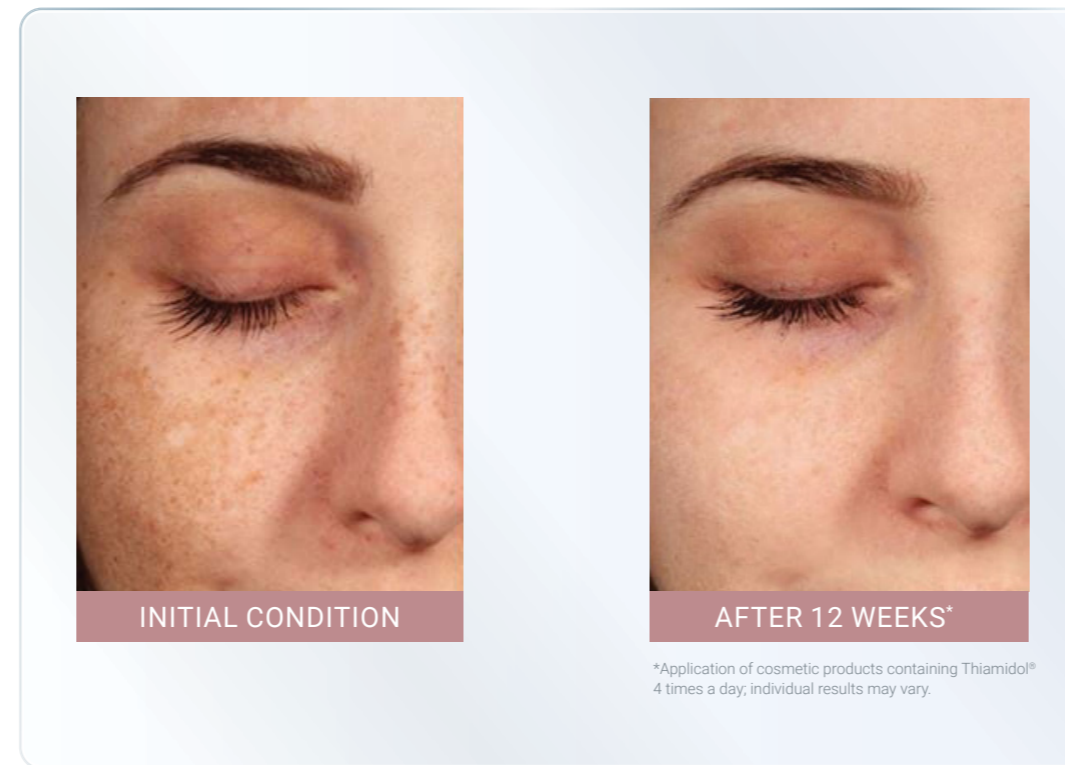 INITIAL CONDITION
AFTER 12 WEEKS*
*Application of cosmetic products containing Thiamidol®
4 times a day; individual results may vary.